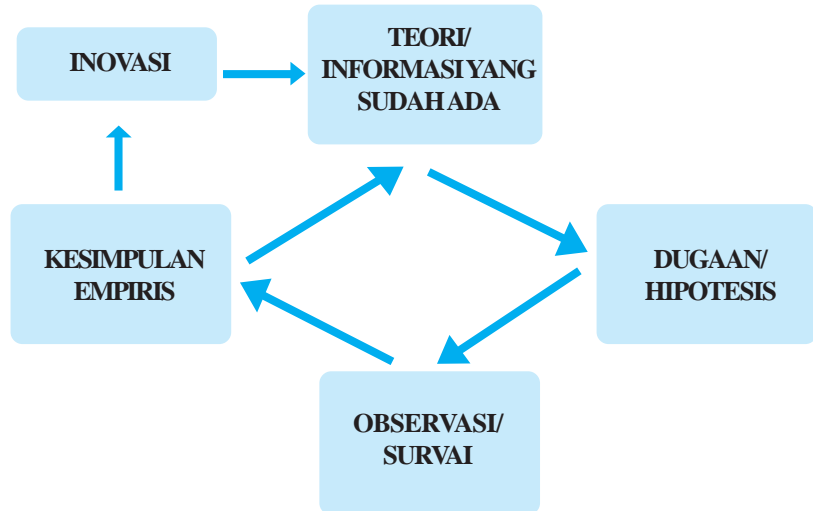 INOVASI
TEORI/
INFORMASI YANG
SUDAH ADA
KESIMPULAN
EMPIRIS
DUGAAN/
HIPOTESIS
OBSERVASI/
SURVAI